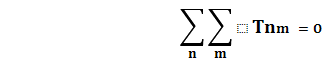 ∑ ∑ Tnm = 0
n m